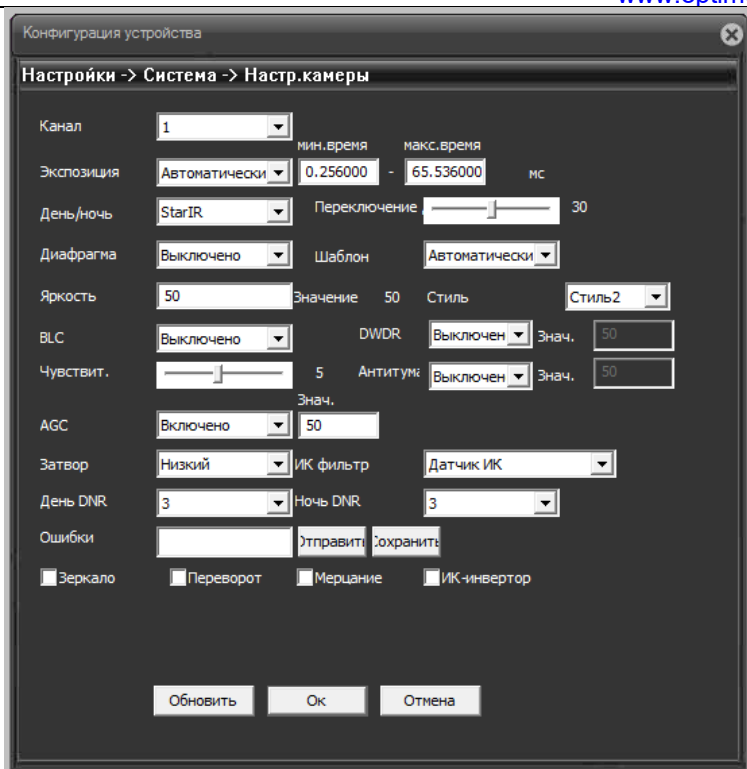 Конфигурация устройства
Настройки -> Система -> Настр.камеры
Канал 1
мин.время макс.время
Экспозиция Автоматически 0.256000 - 65.536000 мс
День/ночь StarIR Переключение 30
Диафрагма Выключено Шаблон Автоматически
Яркость 50 Значение 50 Стиль Стиль2
BLC Выключено DWDR Выключен Знач. 50
Чувствит. 5 Антитума Выключен Знач. 50
Знач.
AGC Включено 50
Затвор Низкий ИК фильтр Датчик ИК
День DNR 3 Ночь DNR 3
Ошибки Отправить Сохранить
Зеркало Переворот Мерцание ИК-инвертор
Обновить Ок Отмена